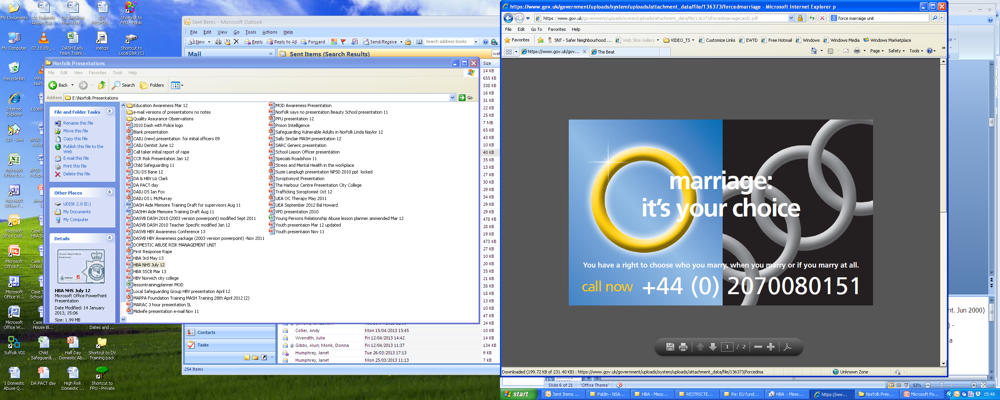 My Documents
1A Domestic
Abuse Qui...
DA Senarios
from Tina...
IDT
PROPOS...
Shortcut to
FPU - Public
My Computer
07.10.09_...
DASH Early
Years Traini...
inetcpl
Shortcut to
Local Disk (C)
Recycle Bin
Internet
Explorer
CIS - Live
Microsoft
Office Ex...
Microsoft
Office F...
Microsoft
Office Outl...
Microsoft
Office P...
Microsoft
Office Vi...
Microsoft
Office W...
Suffolk VDI
Child
Safeguardi...
Half Day
Domestic Ab...
Shortcut to DV
Training pack
1 Domestic
Abuse Q...
DA PACT day
High Risk
Domestic ...
Shortcut to
FPU - Private
Dates and ...
Sent Items - Microsoft Outlook
File Edit View Go Tools Actions Help
New Reply Reply to All Forward Send/Receive Search address books
Mail
Sent Items (Search Results)
Norfolk Presentations
File Edit View Favorites Tools Help
Back Search Folders
Address E:\Norfolk Presentations Go
File and Folder Tasks
Rename this file
Move this file
Copy this file
Publish this file to the
Web
E-mail this file
Print this file
Delete this file
Other Places
UDISK 2.0 (E:)
My Documents
My Computer
Details
Honour Based Abuse
Awareness
HBA NHS July 12
Microsoft Office PowerPoint
Presentation
Date Modified: 14 January
2013, 15:06
Size: 1.99 MB
Education Awareness Mar 12
e-mail versions of presentations no notes
Quality Assurance Observations
2010 Dash with Police logo
Blank presentation
CAIU (new) presentation for initial officers 09
CAIU Dentist June 12
Call taker initial report of rape
CCR Risk Presentation Jan 12
Child Safeguarding 11
CIU DS Bane 12
DA & HBV Liz Clark
DA PACT day
DAIU DS Ian Fox
DAIU DS L McMurray
DASH Aide Memoire Training Draft for supervisors Aug 11
DASHH Aide Memoire Training Draft Aug 11
DASVB DASH 2010 (2003 version powerpoint) modified Sept 2011
DASVB DASH 2010 Teacher Specific modified Jan 12
DASVB HBV Awareness Conference 13
DASVB HBV Awareness package (2003 version powerpoint) -Nov 2011
DOMESTIC ABUSE RISK MANAGEMENT UNIT
First Response Rape
HBA 3rd May 13
HBA NHS July 12
HBA SSCB Mar 13
HBV Norwich city college
lessontrainingplanner MOD
Local Safeguarding Group HBV presentation April 12
MAPPA Foundation Training MASH Training 28th April 2012 (2)
MARAC 3 hour presentation SL
Midwife presentation e-mail Nov 11
MOD Awareness Presentation
Norfolk says no presentation Beauty School presentation 11
PPU presentation 12
Prison Intelligence
Safeguarding Vulnerable Adults in Norfolk Linda Naylor 12
Sally Sinclair MASH presentation 12
SARC Generic presentation
School Liason Officer presentation
Specials Roadshow 11
Stress and Mental Health in the workplace
Suzie Lamplugh presentation NPSD 2010 ppt locked
Syroptomyst Presentation
The Harbour Centre Presentation City College
Trafficking Soroptomist Oct 12
UEA OC Therapy May 2011
UEA September 2012 Bal Howard
VPD presentation 2010
Young Persons Relationship Abuse lesson planner ammended Mar 12
Youth presentaion Mar 12 updated
Youth presentaion Nov 11
Size
14 KB
655 KB
338 KB
16 KB
31 KB
22 KB
25 KB
7 MB
65 KB
43 KB
10 KB
40 KB
35 KB
13 KB
27 KB
30 KB
29 KB
34 KB
29 KB
29 KB
478 KB
28 KB
19 KB
473 KB
27 KB
10 KB
20 KB
35 KB
21 KB
38 KB
18 KB
13 KB
10 KB
47 KB
24 KB
Coller, Andy Mon 15/04/2013 15:45 10 KB
Wvendth, Julie Fri 12/04/2013 14:42 14 KB
Gibbs, Alun; Monk, Donna Fri 12/04/2013 11:37 134 KB
Humphrey, Janet Tue 26/03/2013 17:13 9 KB
Humphrey, Janet Mon 25/03/2013 11:13 7 KB
Contacts
Tasks
254 Items
https://www.gov.uk/government/uploads/system/uploads/attachment_data/file/136373/forcedmarriage - Microsoft Internet Explorer p
https://www.gov.uk/government/uploads/system/uploads/attachment_data/file/136373/forcedmarriagecard2.pdf
force marraige unit
File Edit Go To Favorites Help
Favorites SNT - Safer Neighbourhood ... Web Slice Gallery VIDEO_TS Customize Links EWTD Free Hotmail Windows Windows Media Windows Marketplace
https://www.gov.uk/gov... The Beat Page Safety Tools
marriage:
it's your choice
You have a right to choose who you marry, when you marry or if you marry at all.
call now +44 (0) 2070080151
1 / 2
Downloaded (199.72 KB of 231.40 KB) : https://www.gov.uk/government/uploads/system/uploads/attachment_data/file/136373/forcedma
Unknown Zone
nt. Jun 2000)
) -
a
13
Slide 6 of 21 "Office Theme" 53%
start Sent Items ... Paldin - NSA... HBA - Mess... RESTRICTE... Re: EU fund... HBA - Mess... https://ww... Norfolk Pres... Microsoft Po... 15:48